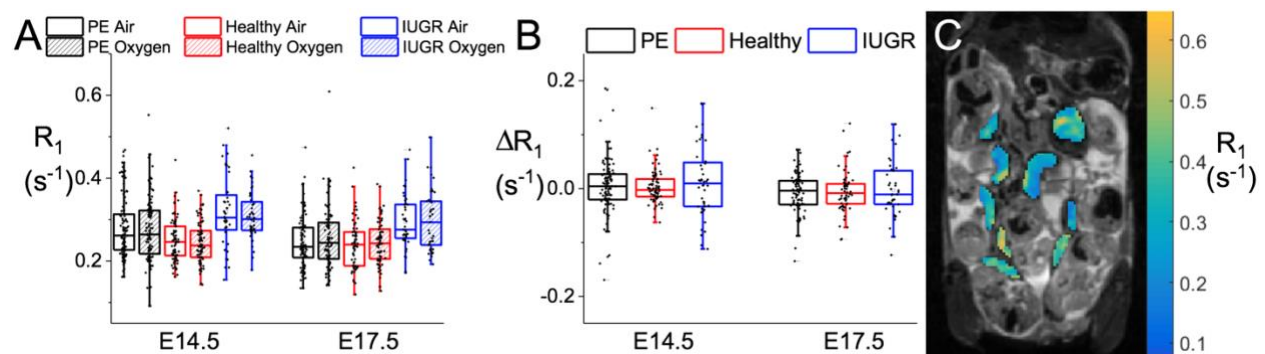 A
PE Air
Healthy Air
IUGR Air
PE Oxygen
Healthy Oxygen
IUGR Oxygen
R1
(s-1)
0.6
0.4
0.2
E14.5
E17.5
B
PE
Healthy
IUGR
ΔR1
(s-1)
0.2
0.0
-0.2
E14.5
E17.5
C
0.6
0.5
0.4
0.3
0.2
0.1
R1
(s-1)